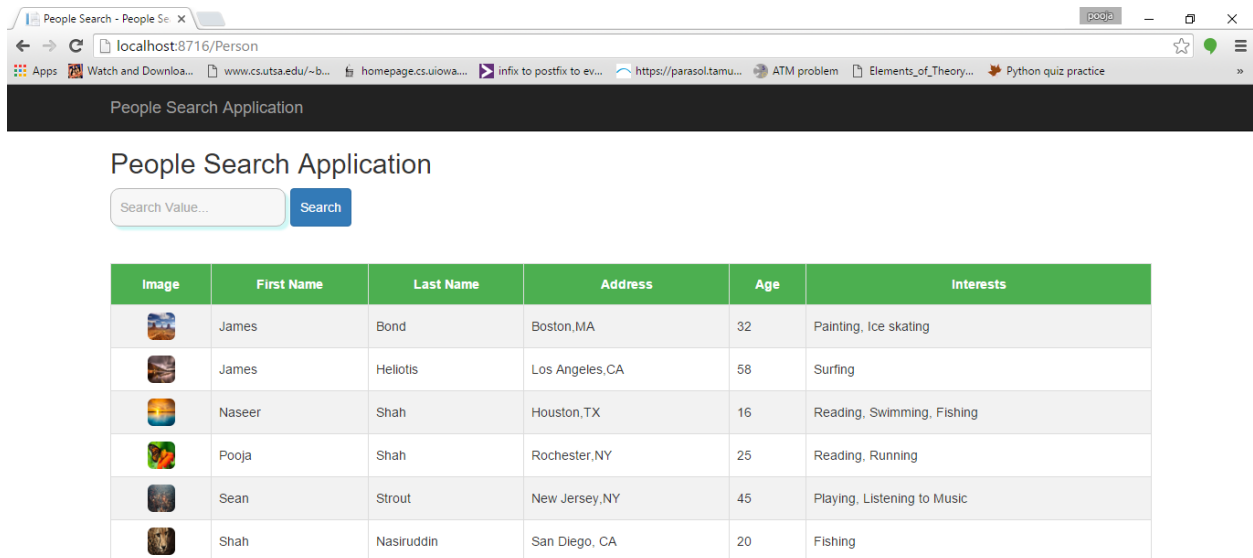 People Search - People Se
pooja
localhost:8716/Person
Apps Watch and Downloa... www.cs.utsa.edu/~b... homepage.cs.uiowa.... infix to postfix to ev... https://parasol.tamu... ATM problem Elements_of_Theory... Python quiz practice »
People Search Application
People Search Application
Search Value... Search
Image First Name Last Name Address Age Interests
James Bond Boston,MA 32 Painting, Ice skating
James Heliotis Los Angeles,CA 58 Surfing
Naseer Shah Houston,TX 16 Reading, Swimming, Fishing
Pooja Shah Rochester,NY 25 Reading, Running
Sean Strout New Jersey,NY 45 Playing, Listening to Music
Shah Nasiruddin San Diego, CA 20 Fishing